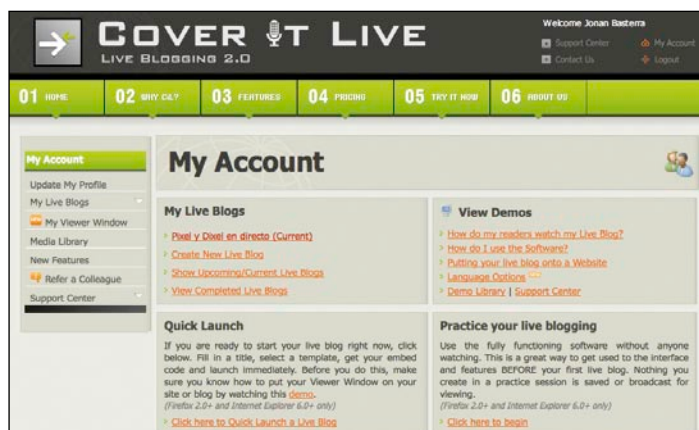 COVER IT LIVE
LIVE BLOGGING 2.0
Welcome Jonan Basterra
Support Center
My Account
Contact Us
Logout
01 HOME
02 WHY CiL?
03 FEATURES
04 PRICING
05 TRY IT NOW
06 ABOUT US
My Account
Update My Profile
My Live Blogs
My Viewer Window
Media Library
New Features
Refer a Colleague
Support Center
My Account
My Live Blogs
Pixel y Dixel en directo (Current)
Create New Live Blog
Show Upcoming/Current Live Blogs
View Completed Live Blogs
View Demos
How do my readers watch my Live Blog?
How do I use the Software?
Putting your live blog onto a Website
Language Options
Demo Library | Support Center
Quick Launch
If you are ready to start your live blog right now, click
below. Fill in a title, select a template, get your embed
code and launch immediately. Before you do this, make
sure you know how to put your Viewer Window on your
site or blog by watching this demo.
(Firefox 2.0+ and Internet Explorer 6.0+ only)
Click here to Quick Launch a Live Blog
Practice your live blogging
Use the fully functioning software without anyone
watching. This is a great way to get used to the interface
and features BEFORE your first live blog. Nothing you
create in a practice session is saved or broadcast for
viewing.
(Firefox 2.0+ and Internet Explorer 6.0+ only)
Click here to begin